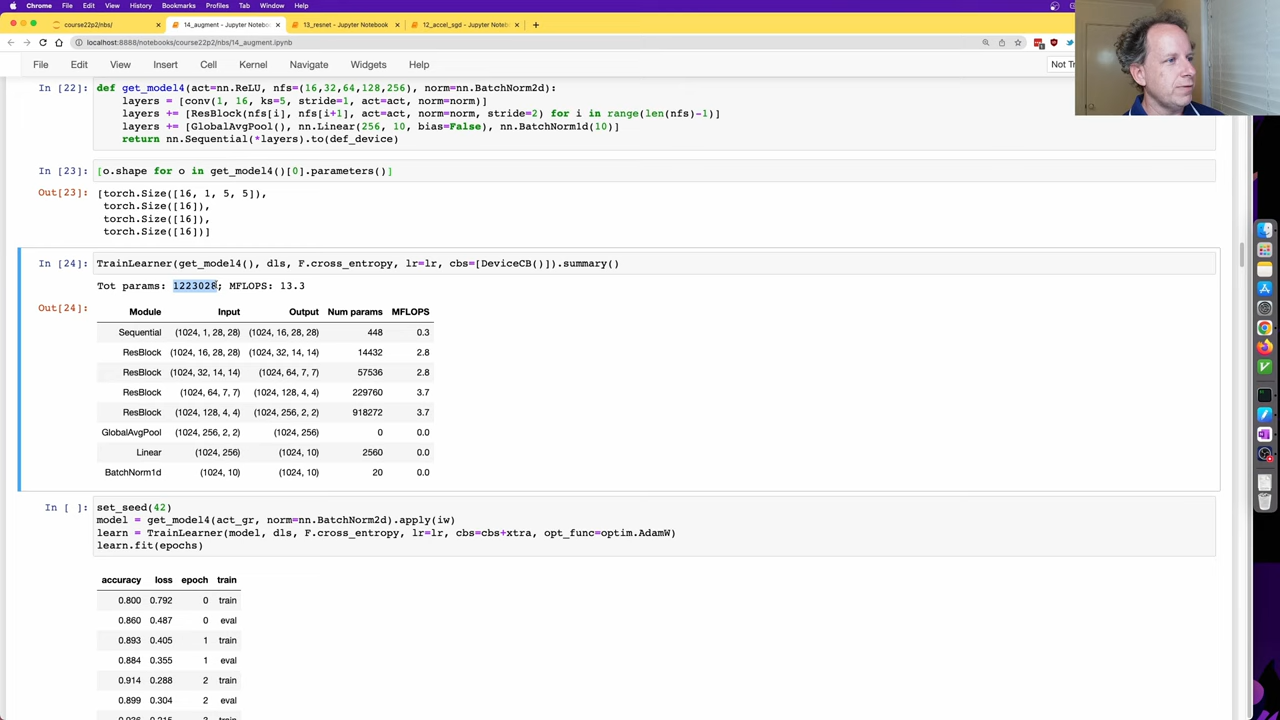 Chrome File Edit View History Bookmarks Profiles Tab Window Help
course22p2/nbs/ 14_augment - Jupyter Notebook 13_resnet - Jupyter Notebook 12_accel_sgd - Jupyter Notebook
localhost:8888/notebooks/course22p2/nbs/14_augment.ipynb
File Edit View Insert Cell Kernel Navigate Widgets Help Not
In [22]: def get_model4(act=nn.ReLU, nfs=(16,32,64,128,256), norm=nn.BatchNorm2d):
layers = [conv(1, 16, ks=5, stride=1, act=act, norm=norm)]
layers += [ResBlock(nfs[i], nfs[i+1], act=act, norm=norm, stride=2) for i in range(len(nfs)-1)]
layers += [GlobalAvgPool(), nn.Linear(256, 10, bias=False), nn.BatchNorm1d(10)]
return nn.Sequential(*layers).to(def_device)
In [23]: [o.shape for o in get_model4()[0].parameters()]
Out[23]: [torch.Size([16, 1, 5, 5]),
torch.Size([16]),
torch.Size([16]),
torch.Size([16])]
In [24]: TrainLearner(get_model4(), dls, F.cross_entropy, lr=lr, cbs=[DeviceCB()]).summary()
Tot params: 1223028; MFLOPS: 13.3
Out[24]: Module Input Output Num params MFLOPS
Sequential (1024, 1, 28, 28) (1024, 16, 28, 28) 448 0.3
ResBlock (1024, 16, 28, 28) (1024, 32, 14, 14) 14432 2.8
ResBlock (1024, 32, 14, 14) (1024, 64, 7, 7) 57536 2.8
ResBlock (1024, 64, 7, 7) (1024, 128, 4, 4) 229760 3.7
ResBlock (1024, 128, 4, 4) (1024, 256, 2, 2) 918272 3.7
GlobalAvgPool (1024, 256, 2, 2) (1024, 256) 0 0.0
Linear (1024, 256) (1024, 10) 2560 0.0
BatchNorm1d (1024, 10) (1024, 10) 20 0.0
In [ ]: set_seed(42)
model = get_model4(act_gr, norm=nn.BatchNorm2d).apply(iw)
learn = TrainLearner(model, dls, F.cross_entropy, lr=lr, cbs=cbs+xtra, opt_func=optim.AdamW)
learn.fit(epochs)
accuracy loss epoch train
0.800 0.792 0 train
0.860 0.487 0 eval
0.893 0.405 1 train
0.884 0.355 1 eval
0.914 0.288 2 train
0.899 0.304 2 eval